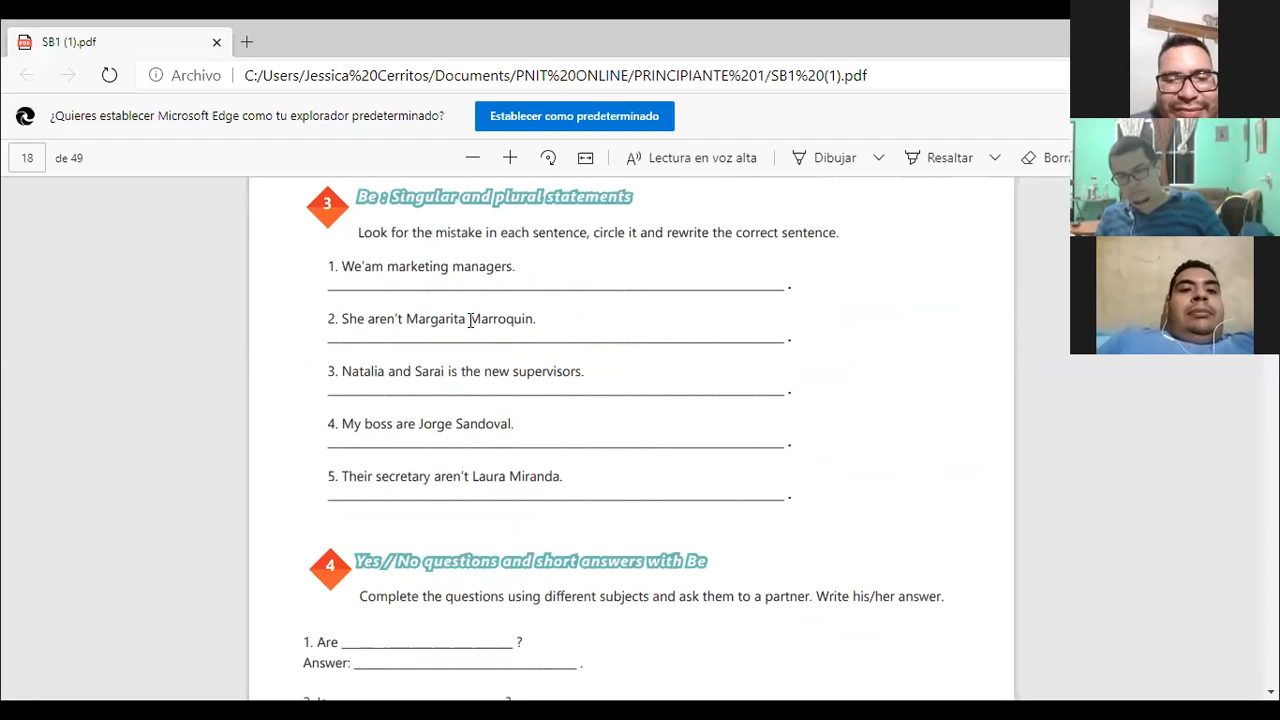 SB1 (1).pdf
Archivo C:/Users/Jessica%20Cerritos/Documents/PNIT%20ONLINE/PRINCIPIANTE%201/SB1%20(1).pdf
¿Quieres establecer Microsoft Edge como tu explorador predeterminado? Establecer como predeterminado
18 de 49 Lectura en voz alta Dibujar Resaltar Borr
3 Be : Singular and plural statements
Look for the mistake in each sentence, circle it and rewrite the correct sentence.
1. We'am marketing managers.
2. She aren't Margarita Marroquin.
3. Natalia and Sarai is the new supervisors.
4. My boss are Jorge Sandoval.
5. Their secretary aren't Laura Miranda.
4 Yes / No questions and short answers with Be
Complete the questions using different subjects and ask them to a partner. Write his/her answer.
1. Are ____________________ ?
Answer: __________________________ .